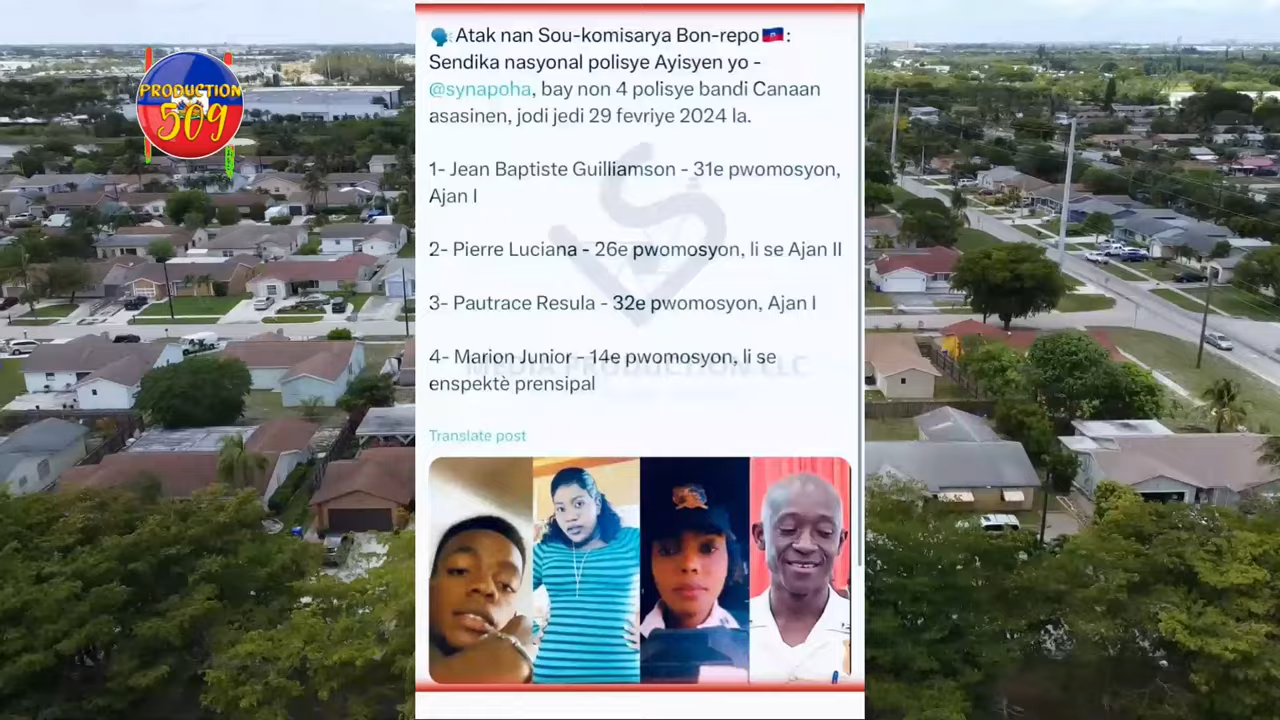 PRODUCTION
509
🗣Atak nan Sou-komisarya Bon-repo🇭🇹:
Sendika nasyonal polisye Ayisyen yo -
@synapoha, bay non 4 polisye bandi Canaan
asasinen, jodi jedi 29 fevriye 2024 la.
1- Jean Baptiste Guilliamson - 31e pwomosyon,
Ajan I
2- Pierre Luciana - 26e pwomosyon, li se Ajan II
3- Pautrace Resula - 32e pwomosyon, Ajan I
4- Marion Junior - 14e pwomosyon, li se
enspektè prensipal
MEDIA PRODUCTION LLC
Translate post